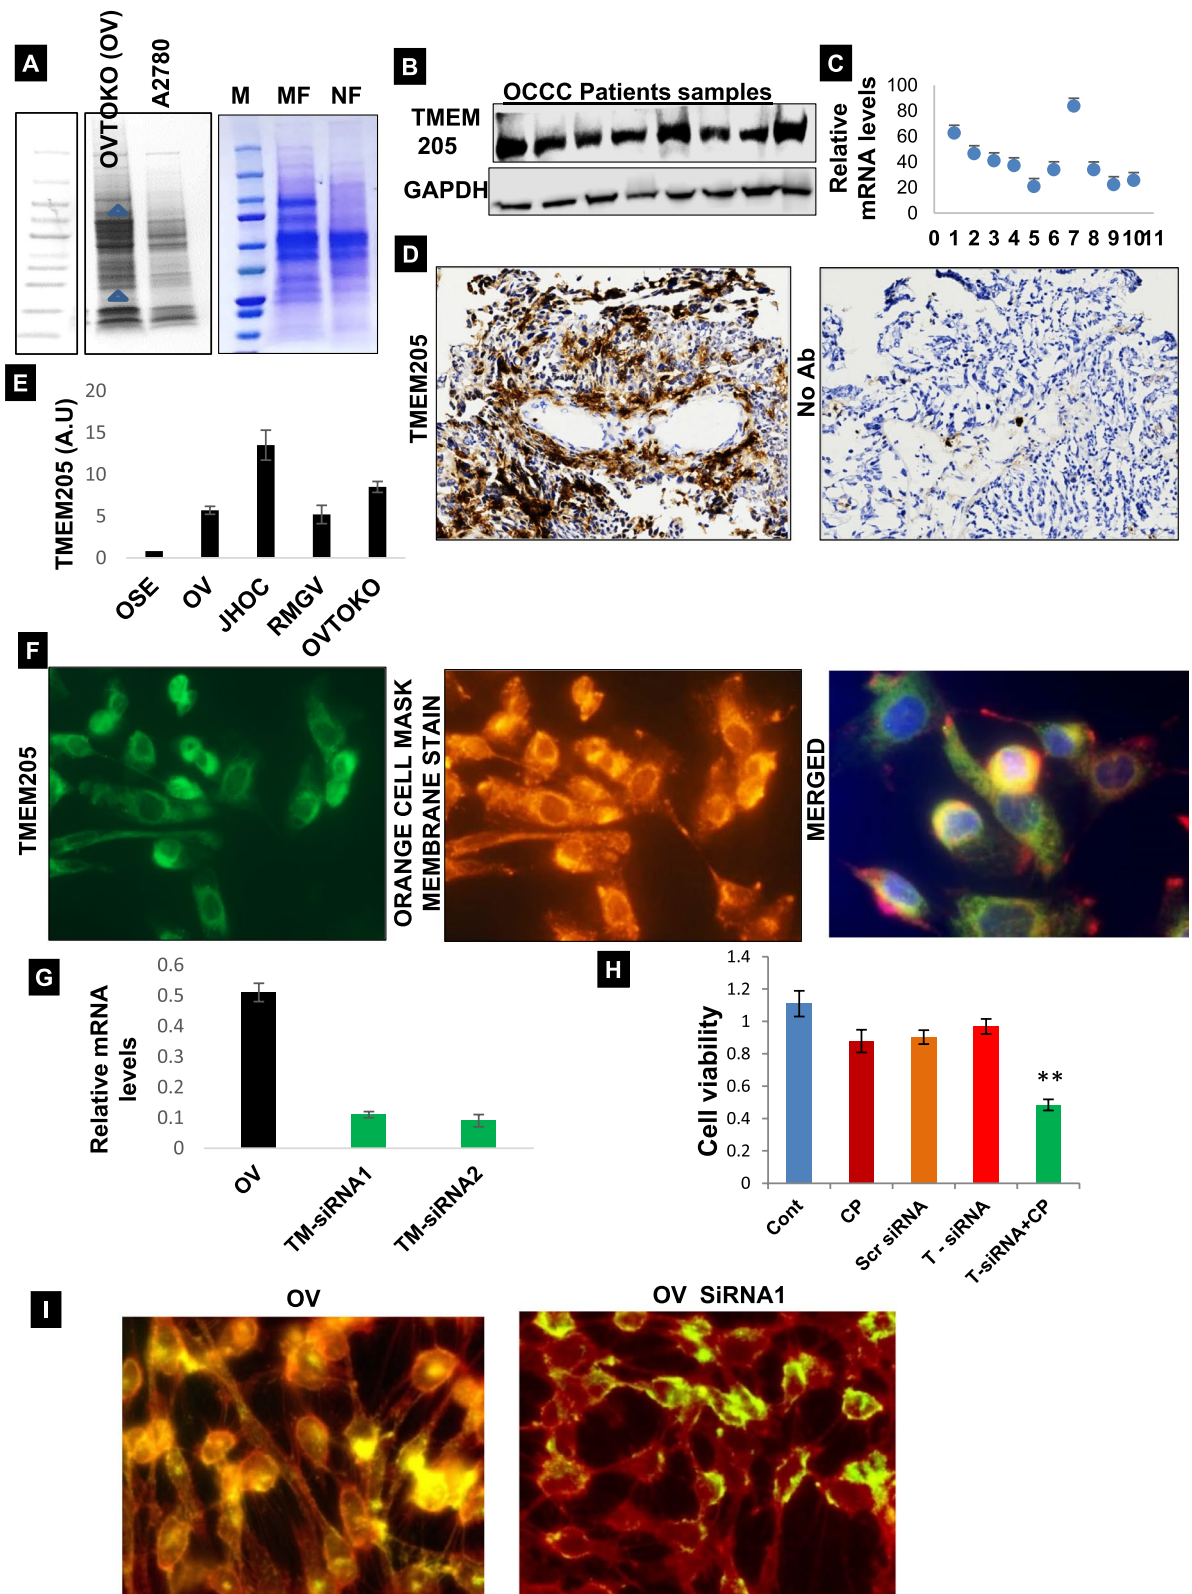 A
OVTOKO (OV)
A2780
M MF NF
B
OCCC Patients samples
TMEM
205
GAPDH
C
Relative
mRNA levels
100
80
60
40
20
0
0 1 2 3 4 5 6 7 8 9 10 11
D
TMEM205
No Ab
E
TMEM205 (A.U)
20
15
10
5
0
OSE
OV
JHOC
RMGV
OVTOKO
F
TMEM205
ORANGE CELL MASK
MEMBRANE STAIN
MERGED
G
Relative mRNA
levels
0.6
0.5
0.4
0.3
0.2
0.1
0
OV
TM-siRNA1
TM-siRNA2
H
Cell viability
1.4
1.2
1
0.8
0.6
0.4
0.2
0
**
Cont
CP
Scr siRNA
T - siRNA
T-siRNA+CP
I
OV
OV SiRNA1